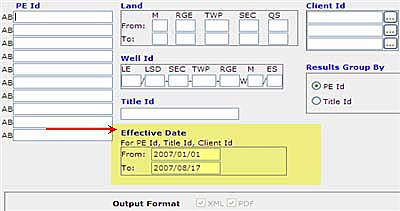 PE Id
AB
AB
AB
AB
AB
AB
AB
AB
AB
Land
M RGE TWP SEC QS
From:
To:
Well Id
LE LSD SEC TWP RGE M ES
/ - - - W /
Title Id
Effective Date
For PE Id, Title Id, Client Id
From: 2007/01/01
To: 2007/08/17
Client Id
...
...
...
Results Group By
PE Id
Title Id
Output Format XML PDF